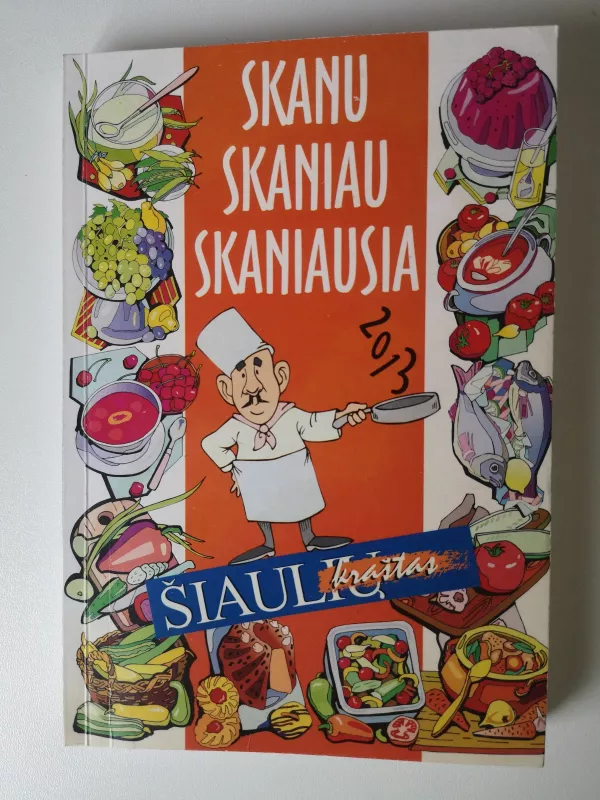 SKANU
SKANIAU
SKANIAUSIA
2013
ŠIAULIŲ
kraštas